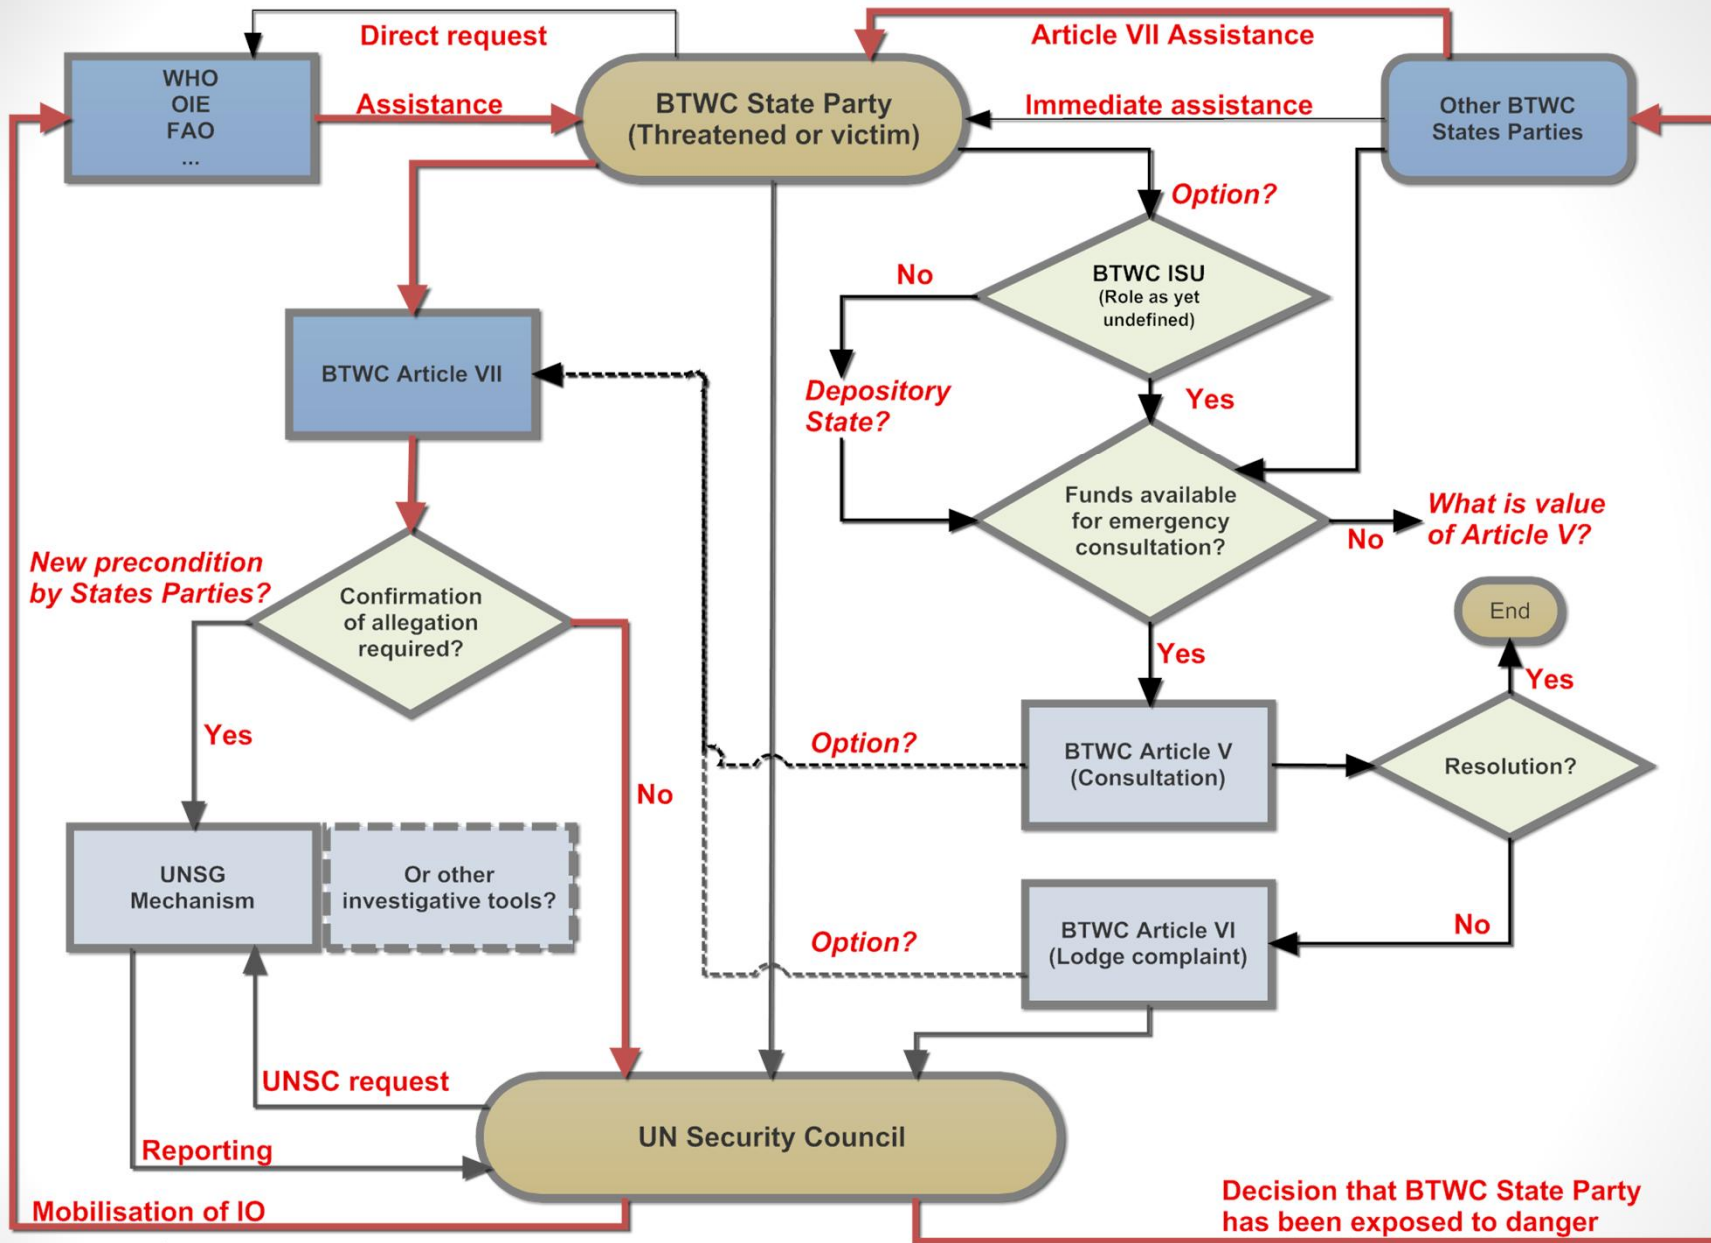 Direct request
Article VII Assistance
WHO
OIE
FAO
...
Assistance
BTWC State Party
(Threatened or victim)
Immediate assistance
Other BTWC
States Parties
Option?
No
BTWC ISU
(Role as yet
undefined)
BTWC Article VII
Depository
State?
Yes
Funds available
for emergency
consultation?
No
What is value
of Article V?
New precondition
by States Parties?
Confirmation
of allegation
required?
End
Yes
Yes
Yes
No
Option?
BTWC Article V
(Consultation)
Resolution?
UNSG
Mechanism
Or other
investigative tools?
Option?
BTWC Article VI
(Lodge complaint)
No
UNSC request
Reporting
UN Security Council
Mobilisation of IO
Decision that BTWC State Party
has been exposed to danger